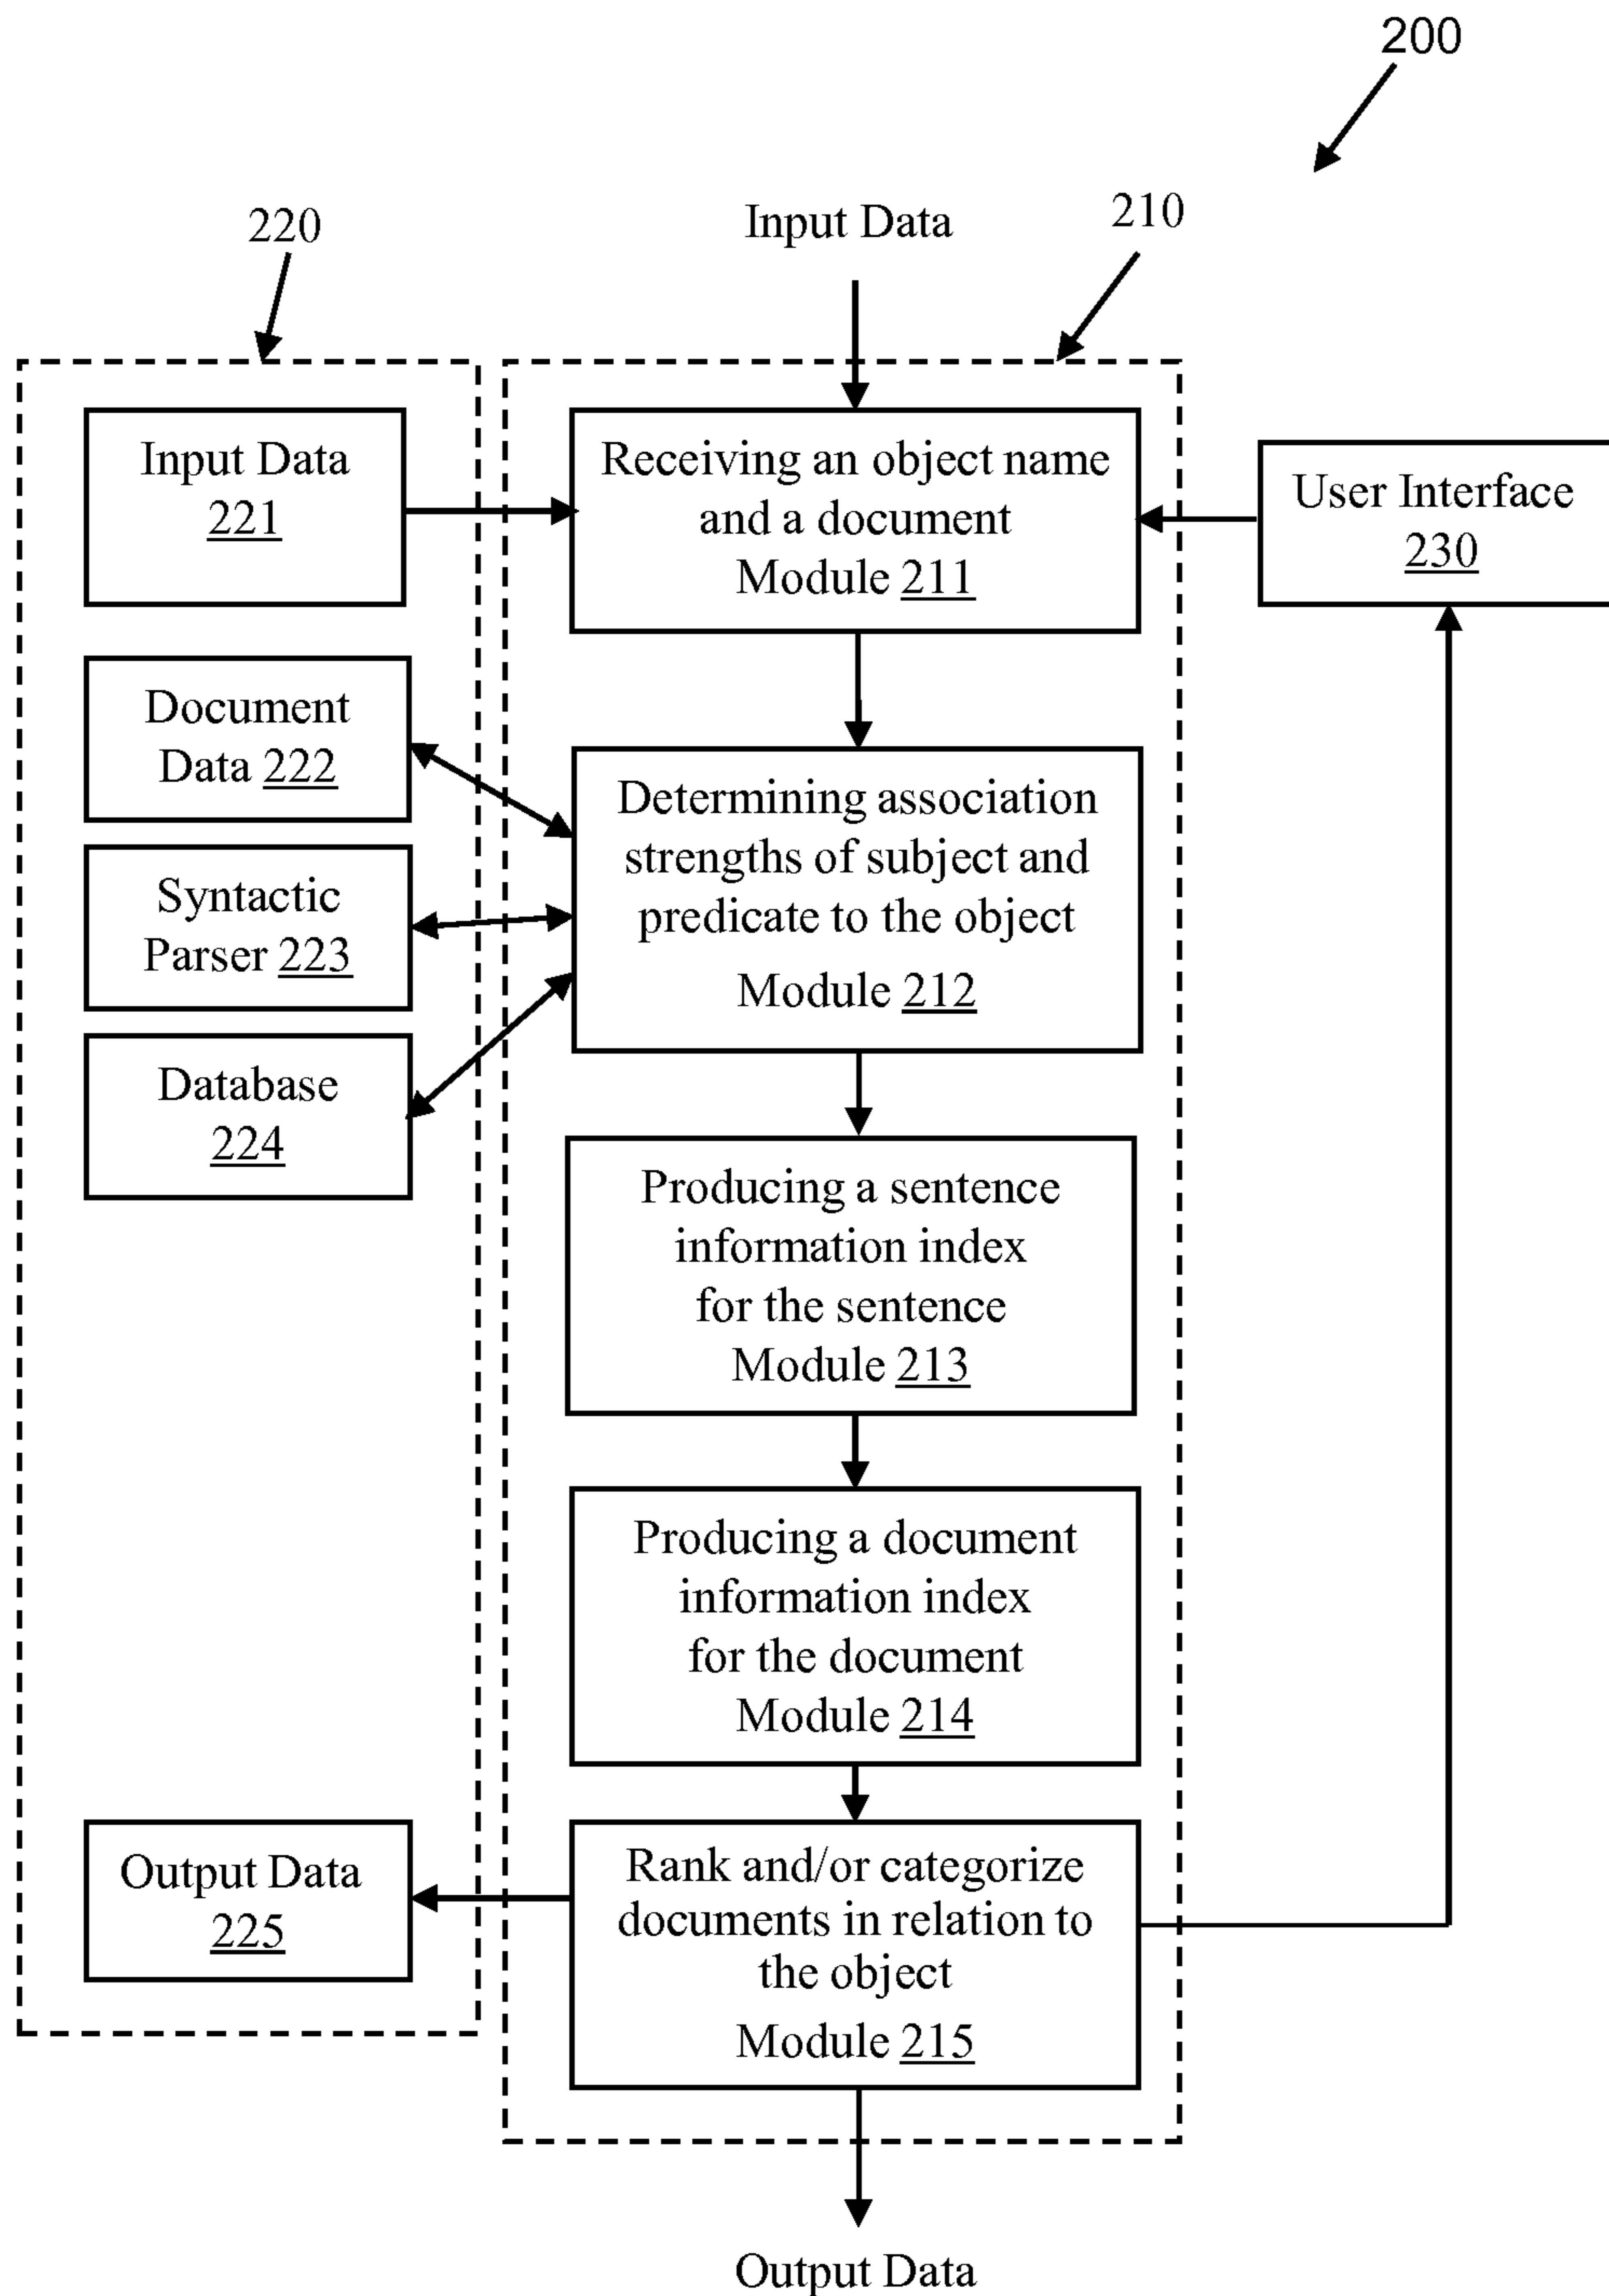 200
220
Input Data
210
Input Data
221
Receiving an object name
and a document
Module 211
User Interface
230
Document
Data 222
Determining association
strengths of subject and
predicate to the object
Module 212
Syntactic
Parser 223
Database
224
Producing a sentence
information index
for the sentence
Module 213
Producing a document
information index
for the document
Module 214
Output Data
225
Rank and/or categorize
documents in relation to
the object
Module 215
Output Data